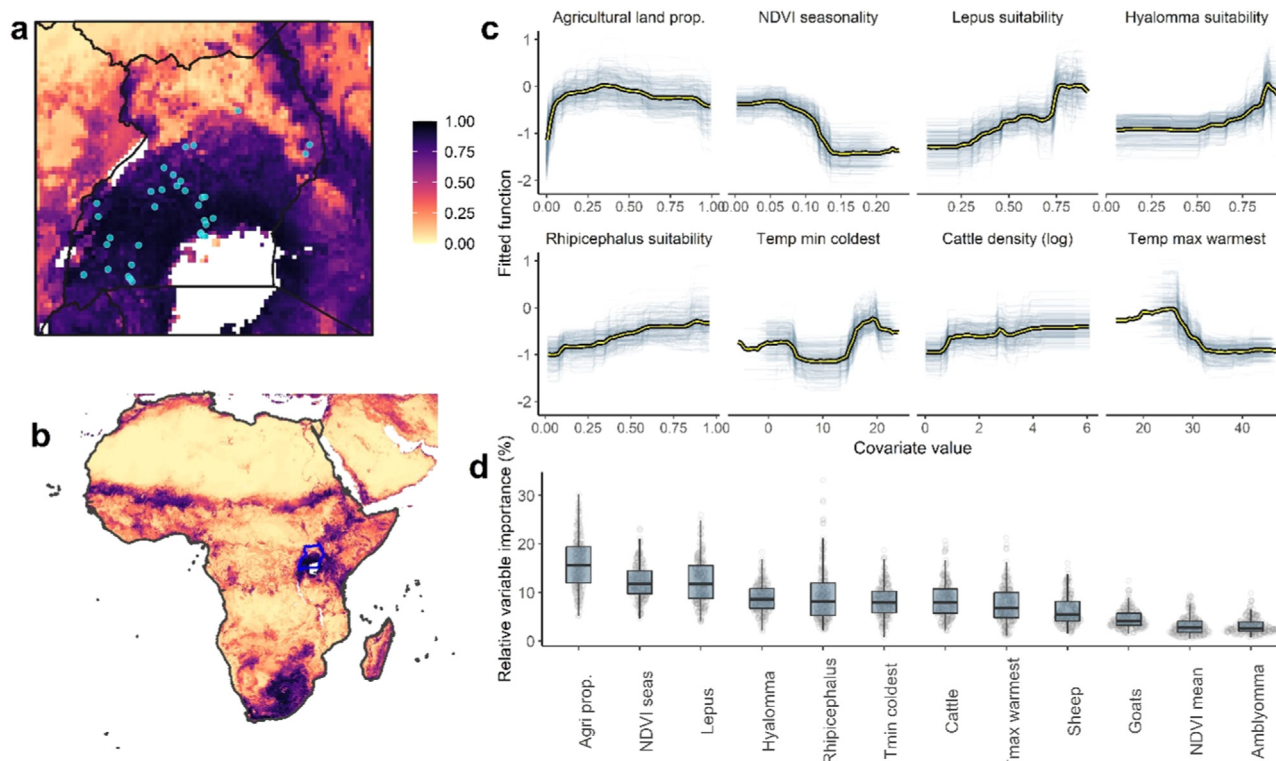 a
1.00
0.75
0.50
0.25
0.00
b
c
Agricultural land prop. NDVI seasonality Lepus suitability Hyalomma suitability
1
0
-1
-2
0.00 0.25 0.50 0.75 1.00 0.00 0.05 0.10 0.15 0.20 0.25 0.50 0.75 0.00 0.25 0.50 0.75
Fitted function
Rhipicephalus suitability Temp min coldest Cattle density (log) Temp max warmest
1
0
-1
-2
0.00 0.25 0.50 0.75 1.00 0 10 20 0 2 4 6 20 30 40
Covariate value
d
Relative variable importance (%)
30
20
10
0
Agri prop.
NDVI seas
Lepus
Hyalomma
Rhipicephalus
Tmin coldest
Cattle
max warmest
Sheep
Goats
NDVI mean
Amblyomma